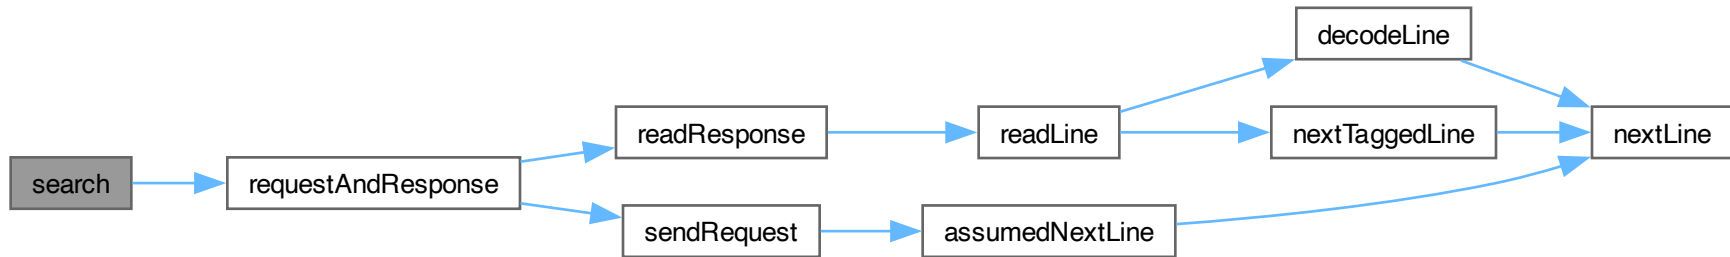 search
requestAndResponse
readResponse
sendRequest
readLine
assumedNextLine
decodeLine
nextTaggedLine
nextLine